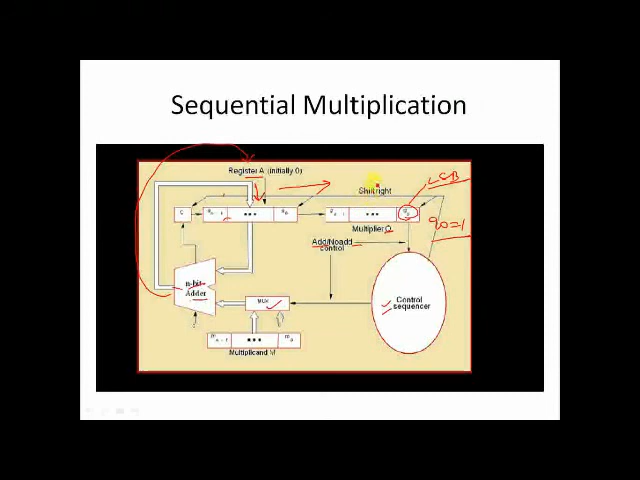 Sequential Multiplication
Register A (initially 0)
Shift right
LSB
C
a n-1
a 0
q n-1
q 0
q0=1
Multiplier Q
Add/Noadd
control
n-bit
Adder
MUX
Control
sequencer
m n-1
m 0
Multiplicand M